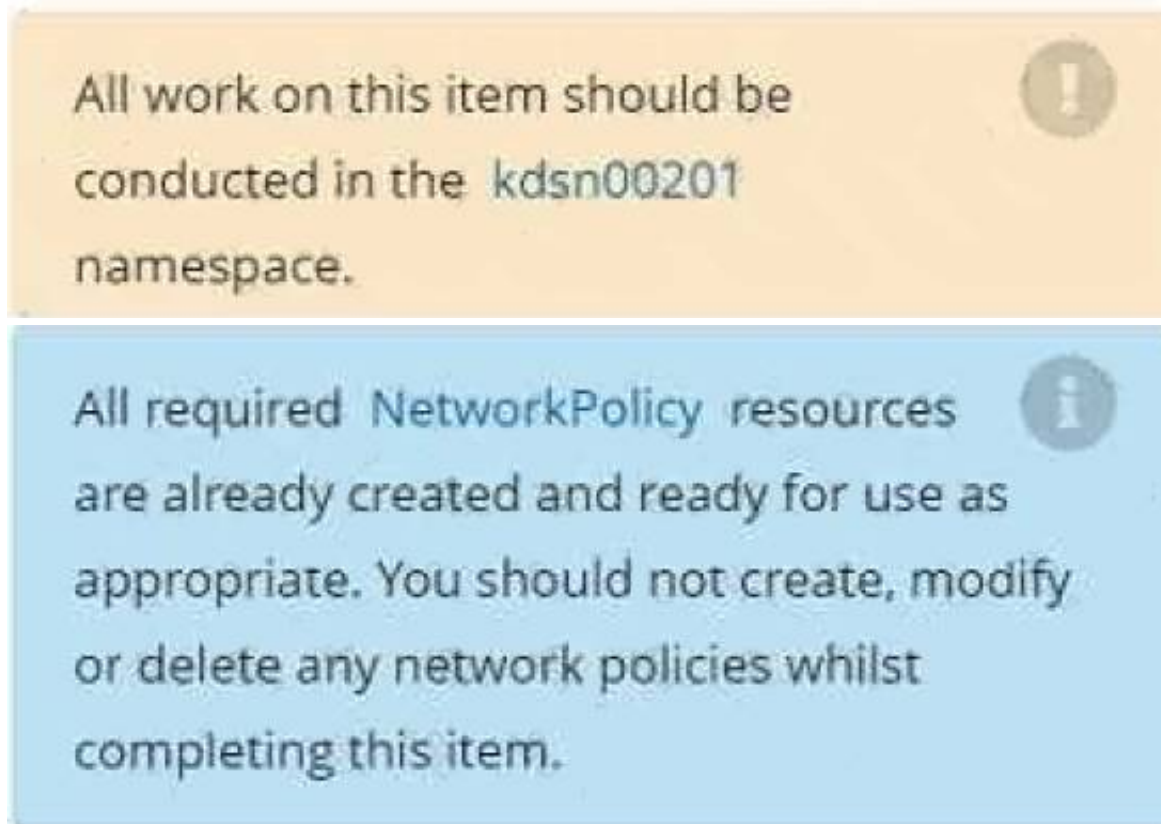 All work on this item should be
conducted in the kdsn00201
namespace.
All required NetworkPolicy resources
are already created and ready for use as
appropriate. You should not create, modify
or delete any network policies whilst
completing this item.